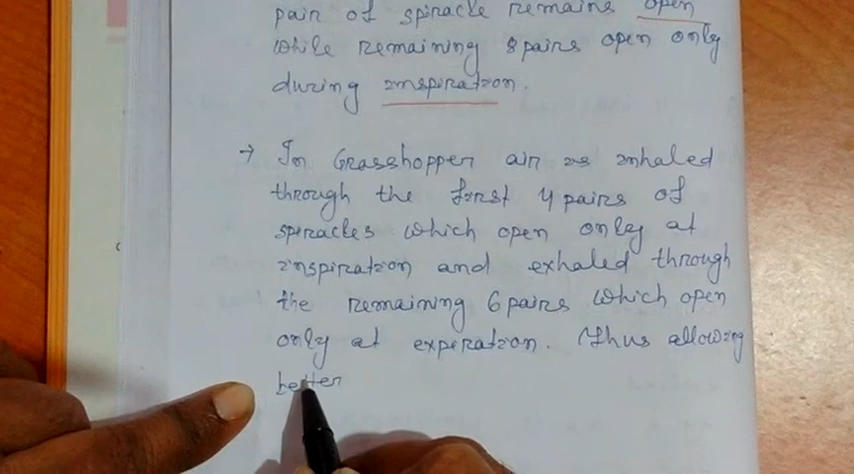 pair of spiracle remains open
while remaining 8 pairs open only
during inspiration.
→ In Grasshopper air is inhaled
through the first 4 pairs of
spiracles which open only at
inspiration and exhaled through
the remaining 6 pairs which open
only at expiration. Thus allowing
better